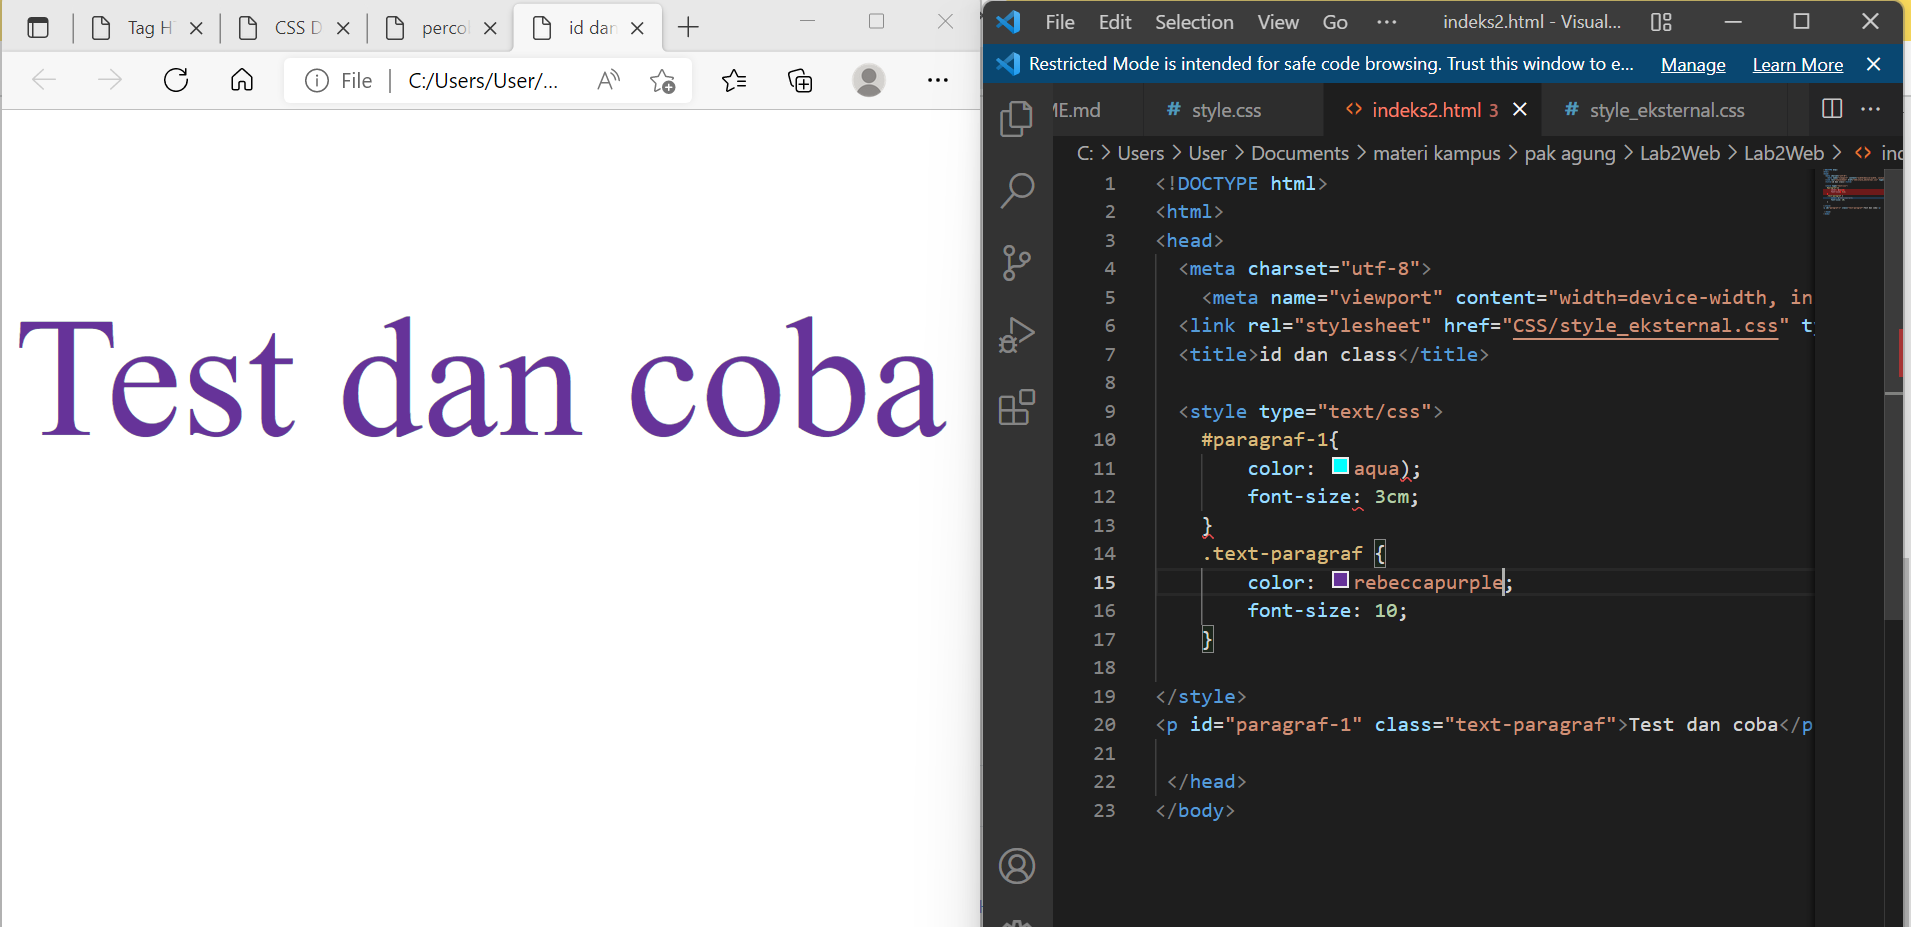 Tag H
CSS D
perco
id dan
File
C:/Users/User/...
Test dan coba
File Edit Selection View Go ··· indeks2.html - Visual...
Restricted Mode is intended for safe code browsing. Trust this window to e... Manage Learn More
ME.md # style.css <> indeks2.html 3 # style_eksternal.css ···
C: > Users > User > Documents > materi kampus > pak agung > Lab2Web > Lab2Web > <> ind
1 <!DOCTYPE html>
2 <html>
3 <head>
4 <meta charset="utf-8">
5 <meta name="viewport" content="width=device-width, in
6 <link rel="stylesheet" href="CSS/style_eksternal.css" ty
7 <title>id dan class</title>
8
9 <style type="text/css">
10 #paragraf-1{
11 color: aqua);
12 font-size: 3cm;
13 }
14 .text-paragraf {
15 color: rebeccapurple;
16 font-size: 10;
17 }
18
19 </style>
20 <p id="paragraf-1" class="text-paragraf">Test dan coba</p
21
22 </head>
23 </body>